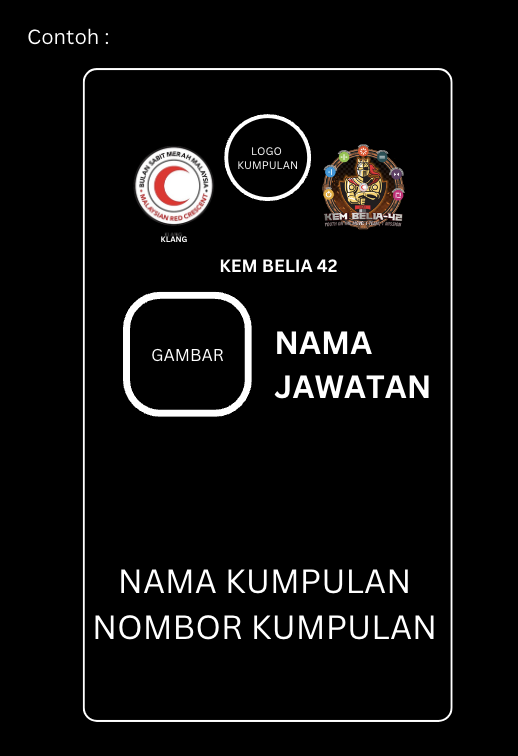 Contoh :
BULAN SABIT MERAH MALAYSIA
MALAYSIAN RED CRESCENT
KLANG
LOGO
KUMPULAN
KEM BELIA-42
KEM BELIA 42
GAMBAR
NAMA
JAWATAN
NAMA KUMPULAN
NOMBOR KUMPULAN